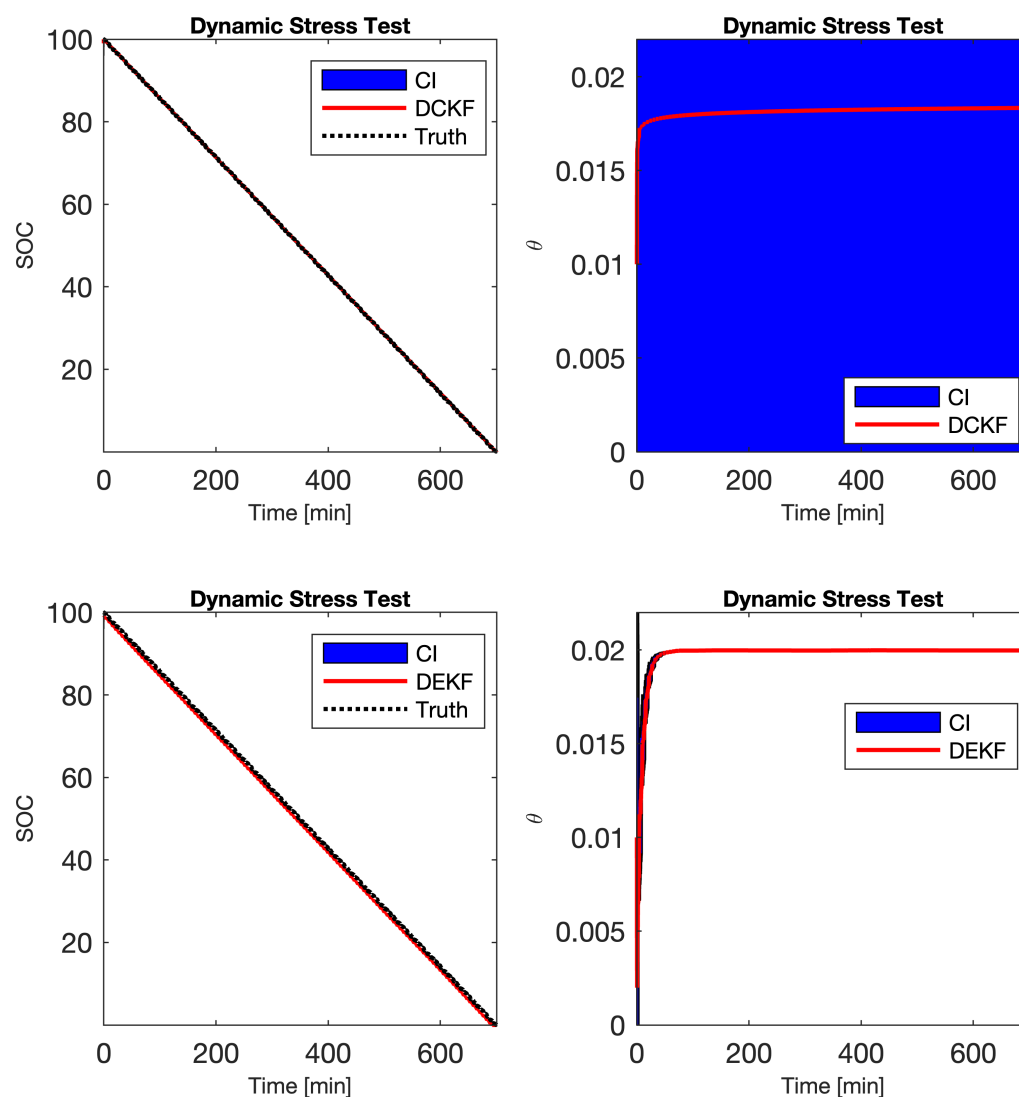 Dynamic Stress Test
100
80
60
40
20
SOC
0 200 400 600
Time [min]
CI
DCKF
Truth
Dynamic Stress Test
0.02
0.015
0.01
0.005
0
θ
0 200 400 600
Time [min]
CI
DCKF
Dynamic Stress Test
100
80
60
40
20
SOC
0 200 400 600
Time [min]
CI
DEKF
Truth
Dynamic Stress Test
0.02
0.015
0.01
0.005
0
θ
0 200 400 600
Time [min]
CI
DEKF